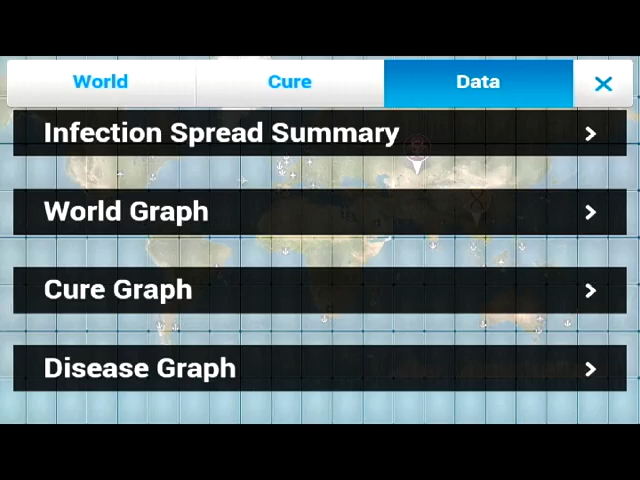 World
Cure
Data
Infection Spread Summary
World Graph
Cure Graph
Disease Graph